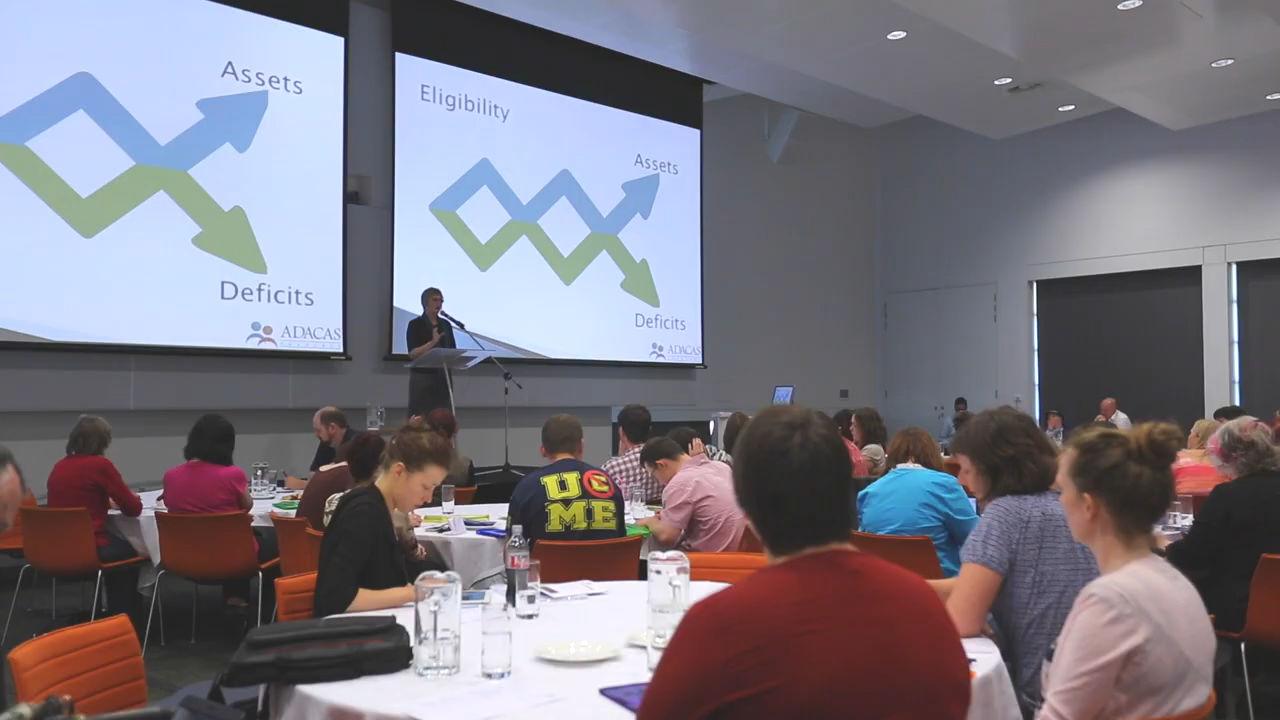 Assets
Deficits
ADACAS
Eligibility
Assets
Deficits
ADACAS
U C
ME